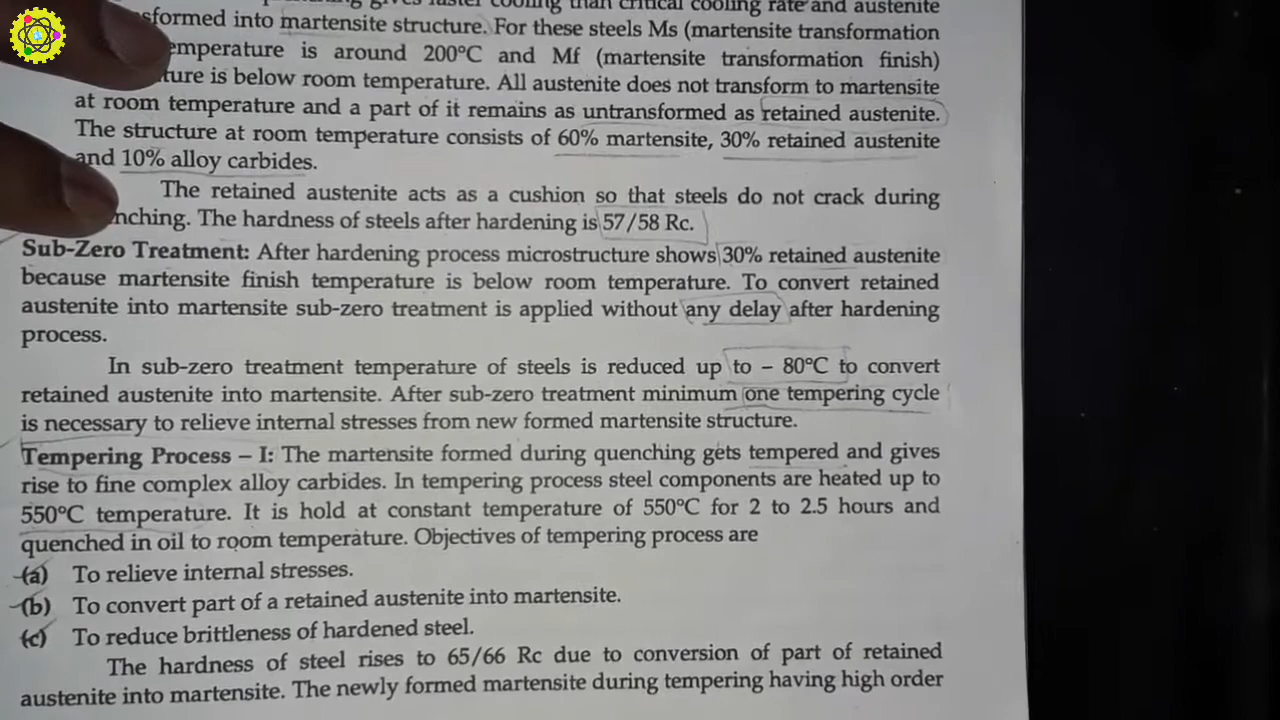 gives faster cooling than critical cooling rate and austenite
sformed into martensite structure. For these steels Ms (martensite transformation
emperature is around 200°C and Mf (martensite transformation finish)
ture is below room temperature. All austenite does not transform to martensite
at room temperature and a part of it remains as untransformed as retained austenite.
The structure at room temperature consists of 60% martensite, 30% retained austenite
and 10% alloy carbides.
The retained austenite acts as a cushion so that steels do not crack during
nching. The hardness of steels after hardening is 57/58 Rc.
Sub-Zero Treatment: After hardening process microstructure shows 30% retained austenite
because martensite finish temperature is below room temperature. To convert retained
austenite into martensite sub-zero treatment is applied without any delay after hardening
process.
In sub-zero treatment temperature of steels is reduced up to – 80°C to convert
retained austenite into martensite. After sub-zero treatment minimum one tempering cycle
is necessary to relieve internal stresses from new formed martensite structure.
Tempering Process – I: The martensite formed during quenching gets tempered and gives
rise to fine complex alloy carbides. In tempering process steel components are heated up to
550°C temperature. It is hold at constant temperature of 550°C for 2 to 2.5 hours and
quenched in oil to room temperature. Objectives of tempering process are
(a) To relieve internal stresses.
(b) To convert part of a retained austenite into martensite.
(c) To reduce brittleness of hardened steel.
The hardness of steel rises to 65/66 Rc due to conversion of part of retained
austenite into martensite. The newly formed martensite during tempering having high order